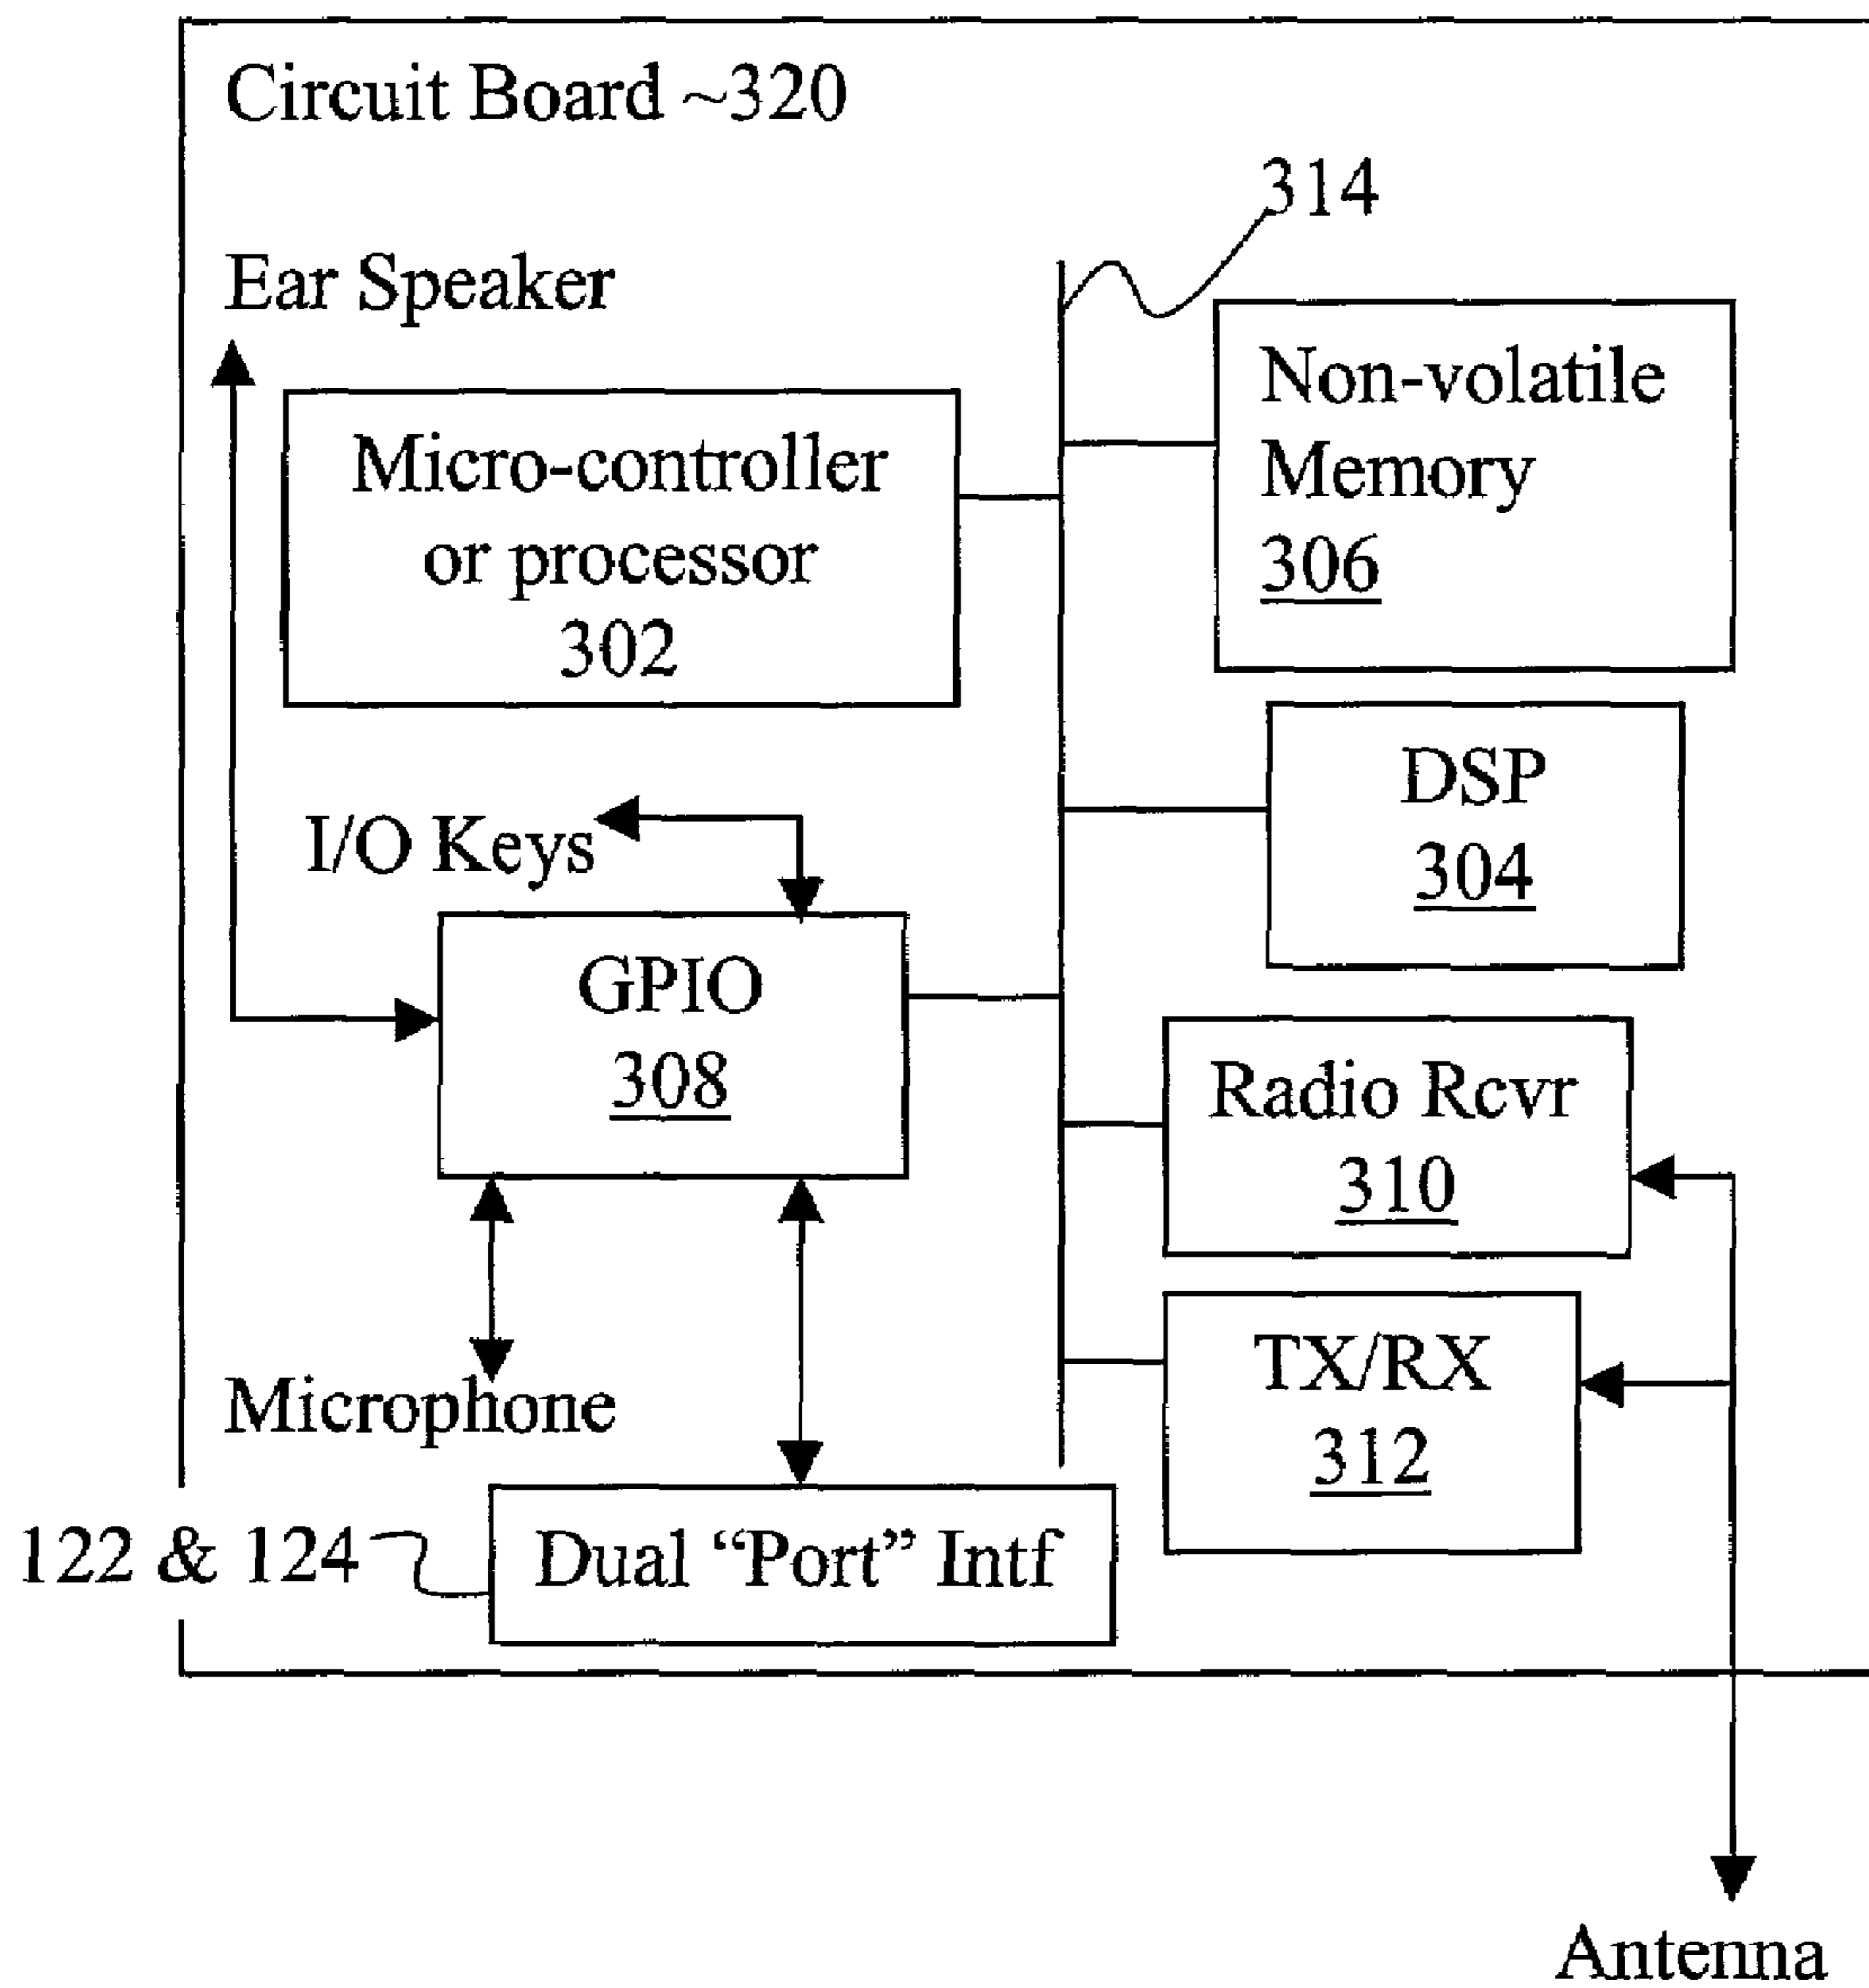 Circuit Board ~320
314
Ear Speaker
Non-volatile
Memory
306
Micro-controller
or processor
302
DSP
304
I/O Keys
GPIO
308
Radio Rcvr
310
TX/RX
312
Microphone
122 & 124
Dual “Port” Intf
Antenna